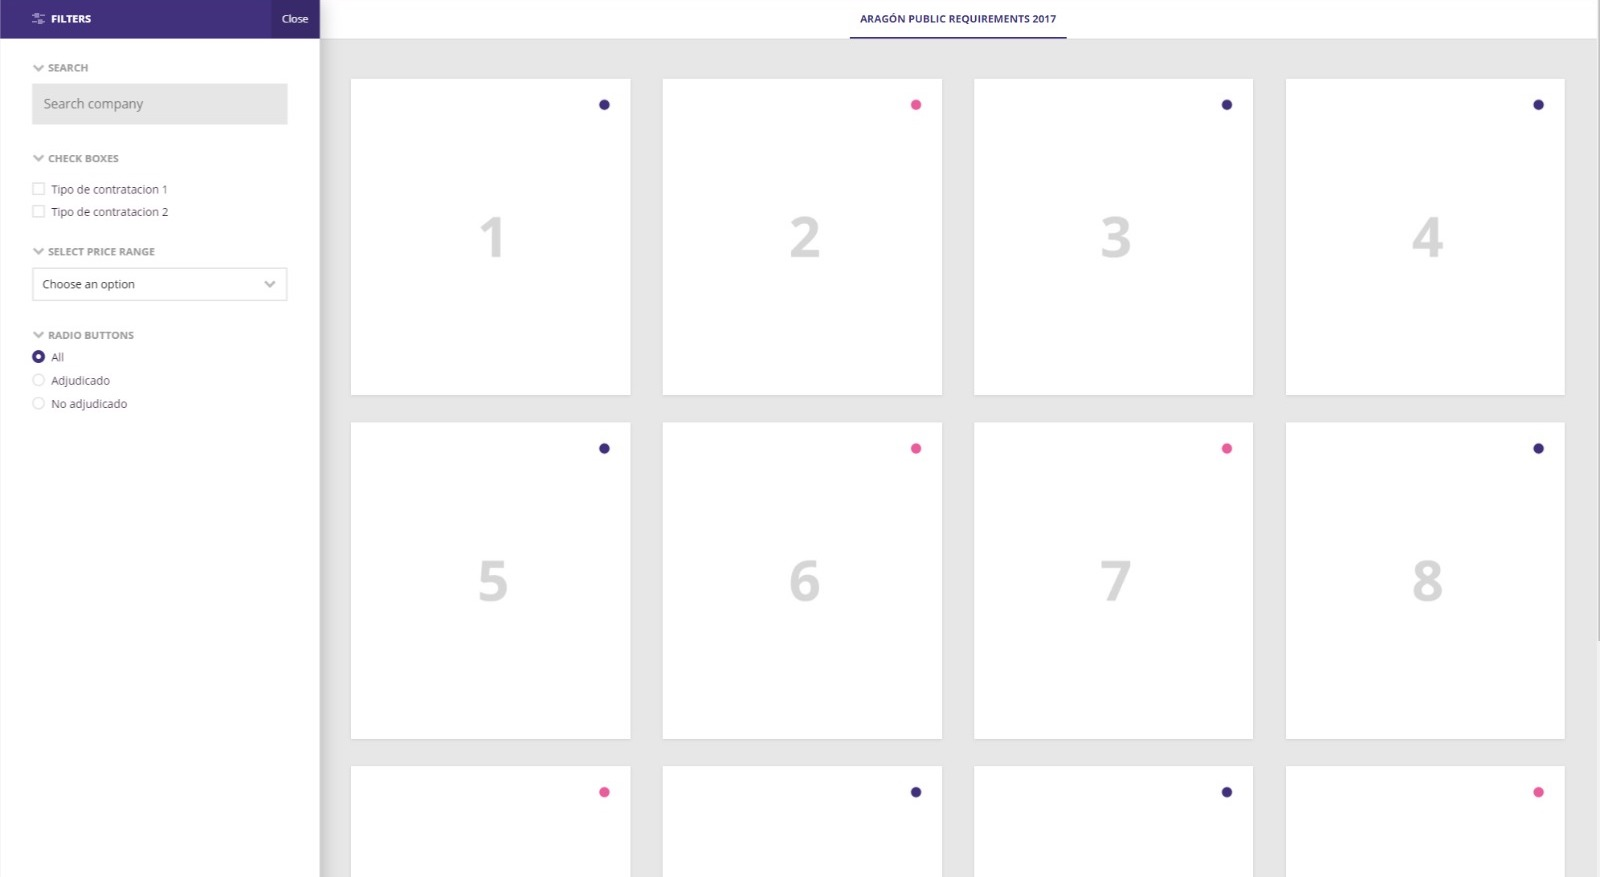 FILTERS
Close
ARAGÓN PUBLIC REQUIREMENTS 2017
SEARCH
Search company
CHECK BOXES
Tipo de contratacion 1
Tipo de contratacion 2
SELECT PRICE RANGE
Choose an option
RADIO BUTTONS
All
Adjudicado
No adjudicado
1
2
3
4
5
6
7
8